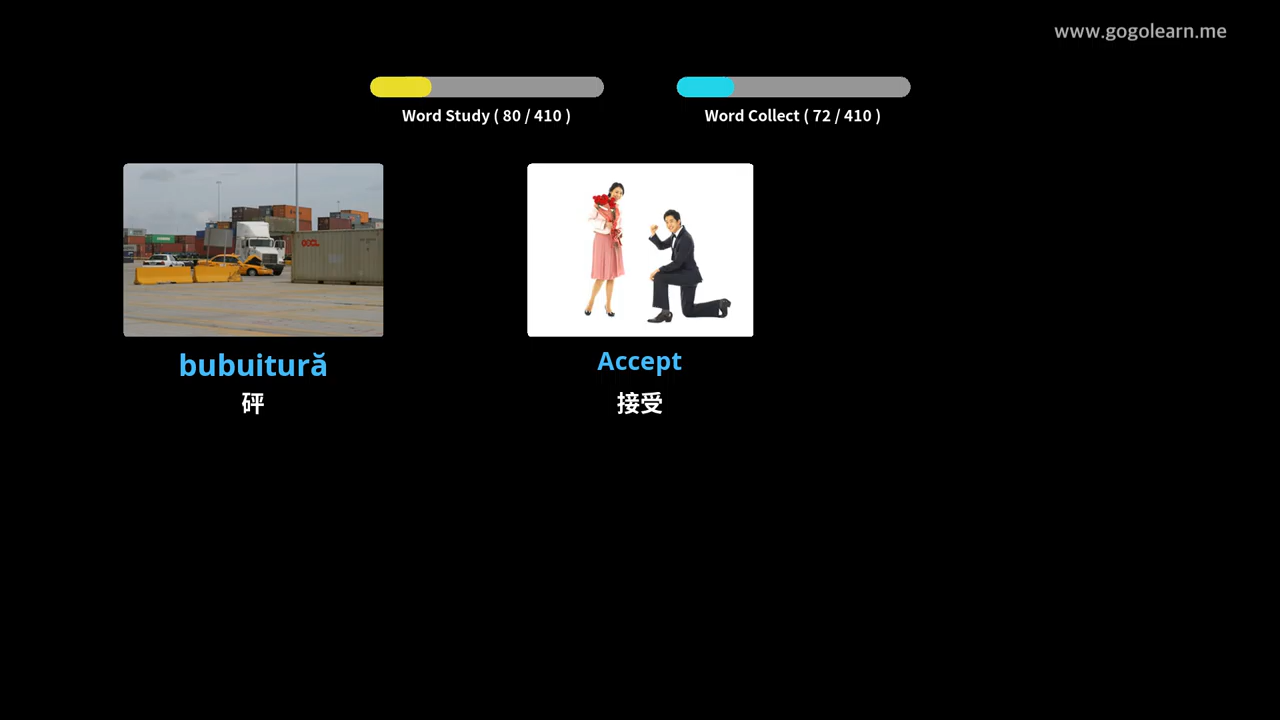 www.gogolearn.me
Word Study ( 80 / 410 )
Word Collect ( 72 / 410 )
bubuitură
砰
Accept
接受